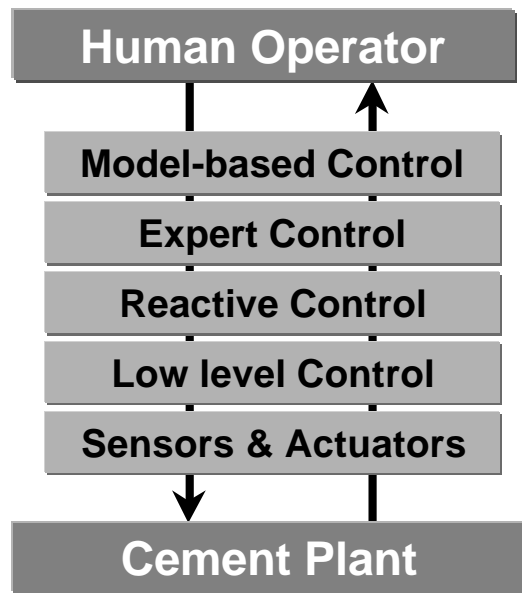 Human Operator
Model-based Control
Expert Control
Reactive Control
Low level Control
Sensors & Actuators
Cement Plant